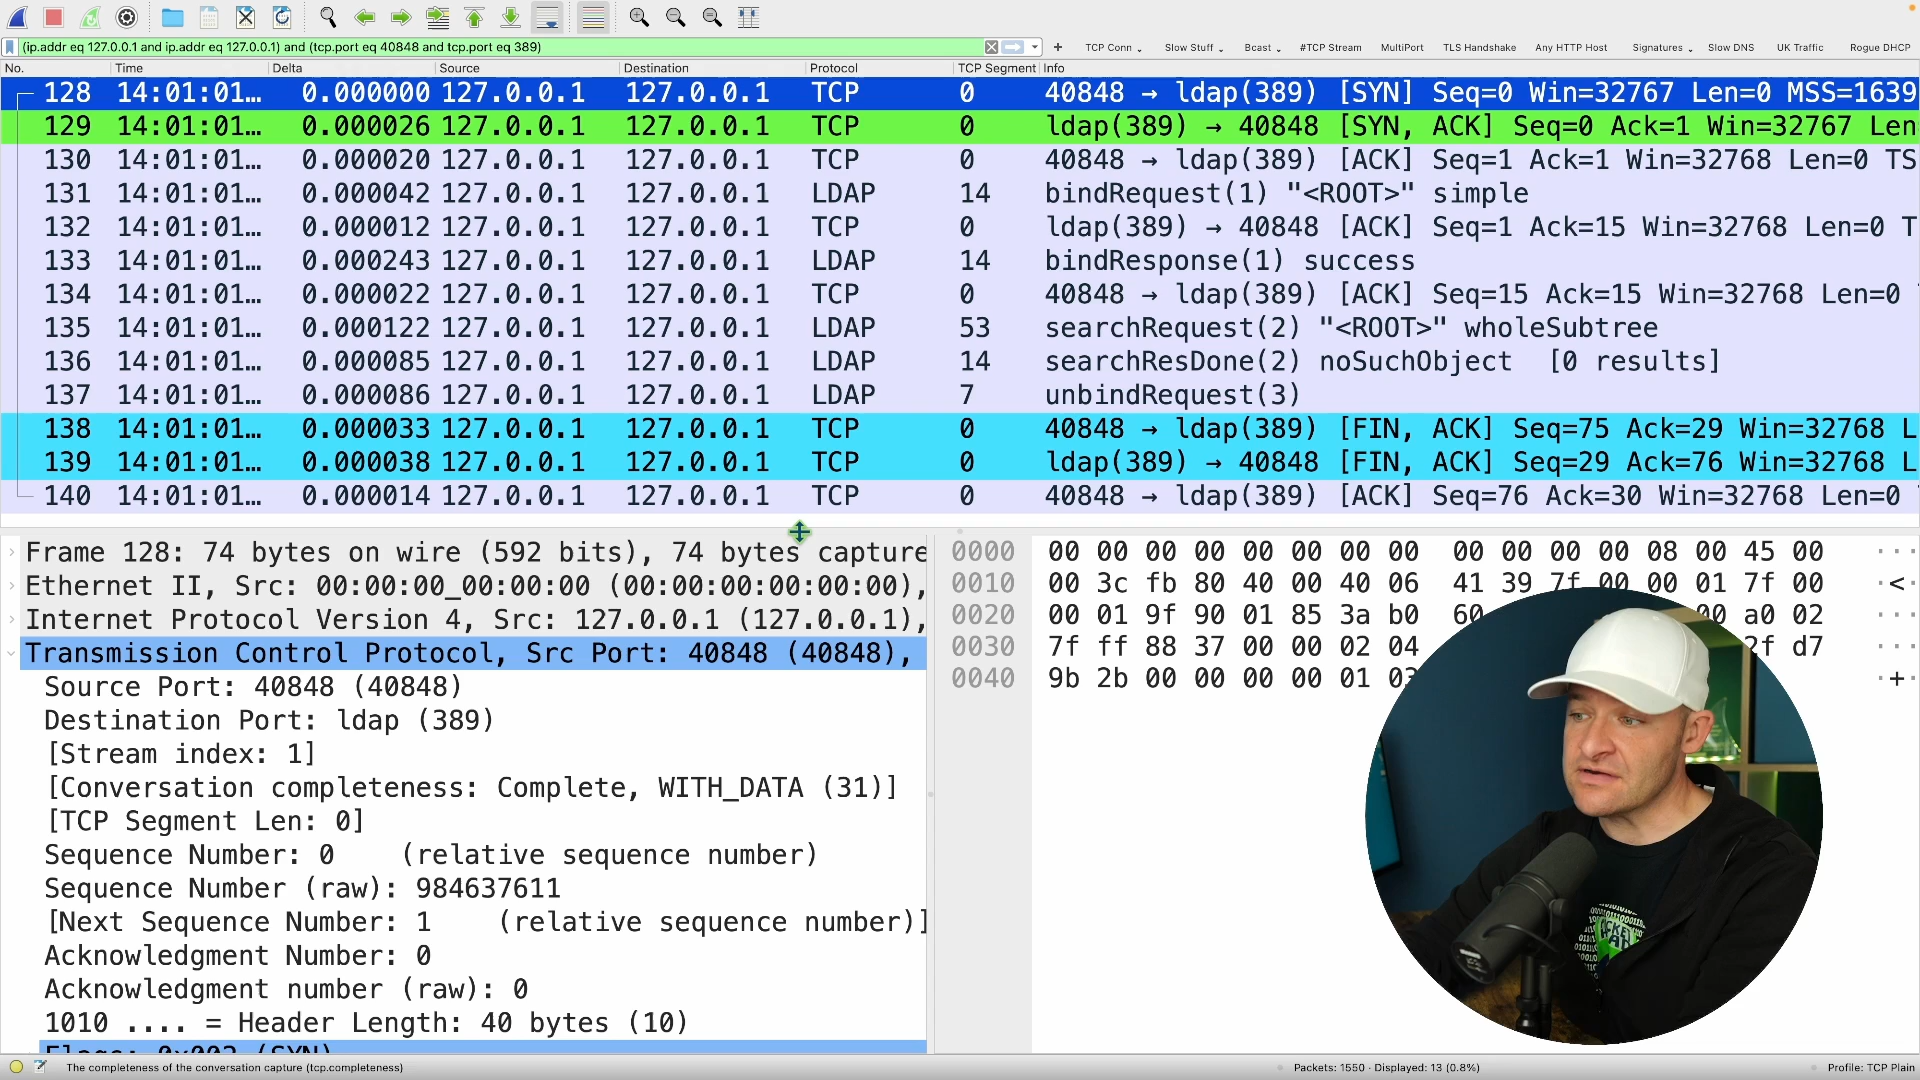 (ip.addr eq 127.0.0.1 and ip.addr eq 127.0.0.1) and (tcp.port eq 40848 and tcp.port eq 389)
+ TCP Conn Slow Stuff Bcast #TCP Stream MultiPort TLS Handshake Any HTTP Host Signatures Slow DNS UK Traffic Rogue DHCP
No. Time Delta Source Destination Protocol TCP Segment Info
128 14:01:01… 0.000000 127.0.0.1 127.0.0.1 TCP 0 40848 → ldap(389) [SYN] Seq=0 Win=32767 Len=0 MSS=1639
129 14:01:01… 0.000026 127.0.0.1 127.0.0.1 TCP 0 ldap(389) → 40848 [SYN, ACK] Seq=0 Ack=1 Win=32767 Len
130 14:01:01… 0.000020 127.0.0.1 127.0.0.1 TCP 0 40848 → ldap(389) [ACK] Seq=1 Ack=1 Win=32768 Len=0 TS
131 14:01:01… 0.000042 127.0.0.1 127.0.0.1 LDAP 14 bindRequest(1) "<ROOT>" simple
132 14:01:01… 0.000012 127.0.0.1 127.0.0.1 TCP 0 ldap(389) → 40848 [ACK] Seq=1 Ack=15 Win=32768 Len=0 T
133 14:01:01… 0.000243 127.0.0.1 127.0.0.1 LDAP 14 bindResponse(1) success
134 14:01:01… 0.000022 127.0.0.1 127.0.0.1 TCP 0 40848 → ldap(389) [ACK] Seq=15 Ack=15 Win=32768 Len=0
135 14:01:01… 0.000122 127.0.0.1 127.0.0.1 LDAP 53 searchRequest(2) "<ROOT>" wholeSubtree
136 14:01:01… 0.000085 127.0.0.1 127.0.0.1 LDAP 14 searchResDone(2) noSuchObject [0 results]
137 14:01:01… 0.000086 127.0.0.1 127.0.0.1 LDAP 7 unbindRequest(3)
138 14:01:01… 0.000033 127.0.0.1 127.0.0.1 TCP 0 40848 → ldap(389) [FIN, ACK] Seq=75 Ack=29 Win=32768 L
139 14:01:01… 0.000038 127.0.0.1 127.0.0.1 TCP 0 ldap(389) → 40848 [FIN, ACK] Seq=29 Ack=76 Win=32768 L
140 14:01:01… 0.000014 127.0.0.1 127.0.0.1 TCP 0 40848 → ldap(389) [ACK] Seq=76 Ack=30 Win=32768 Len=0
Frame 128: 74 bytes on wire (592 bits), 74 bytes capture
Ethernet II, Src: 00:00:00_00:00:00 (00:00:00:00:00:00),
Internet Protocol Version 4, Src: 127.0.0.1 (127.0.0.1),
Transmission Control Protocol, Src Port: 40848 (40848),
Source Port: 40848 (40848)
Destination Port: ldap (389)
[Stream index: 1]
[Conversation completeness: Complete, WITH_DATA (31)]
[TCP Segment Len: 0]
Sequence Number: 0 (relative sequence number)
Sequence Number (raw): 984637611
[Next Sequence Number: 1 (relative sequence number)]
Acknowledgment Number: 0
Acknowledgment number (raw): 0
1010 .... = Header Length: 40 bytes (10)
Flags: 0x002 (SYN)
0000 00 00 00 00 00 00 00 00 00 00 00 00 08 00 45 00 ···
0010 00 3c fb 80 40 00 40 06 41 39 7f 00 00 01 7f 00 ·<·
0020 00 01 9f 90 01 85 3a b0 60 00 a0 02 ···
0030 7f ff 88 37 00 00 02 04 2f d7 ···
0040 9b 2b 00 00 00 00 01 03 ·+·
The completeness of the conversation capture (tcp.completeness)
Packets: 1550 · Displayed: 13 (0.8%)
Profile: TCP Plain